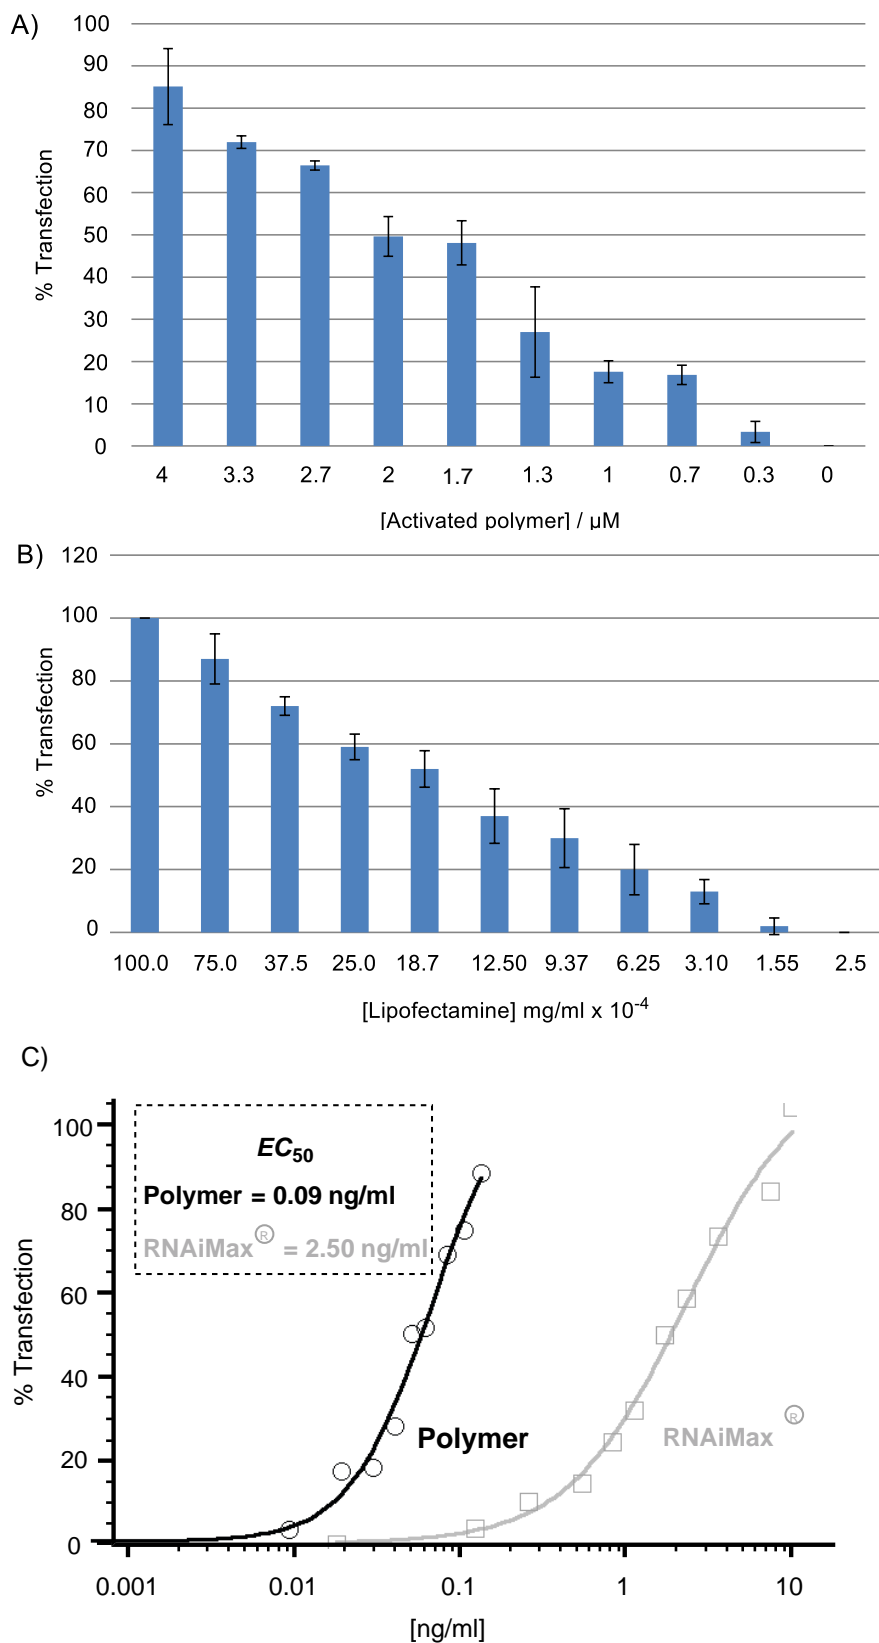 A)
100
90
80
70
60
50
40
30
20
10
0
% Transfection
4 3.3 2.7 2 1.7 1.3 1 0.7 0.3 0
[Activated polymer] / µM
B)
120
100
80
60
40
20
0
% Transfection
100.0 75.0 37.5 25.0 18.7 12.50 9.37 6.25 3.10 1.55 2.5
[Lipofectamine] mg/ml x 10-4
C)
100
80
60
40
20
0
% Transfection
EC50
Polymer = 0.09 ng/ml
RNAiMax® = 2.50 ng/ml
Polymer
RNAiMax ®
0.001 0.01 0.1 1 10
[ng/ml]